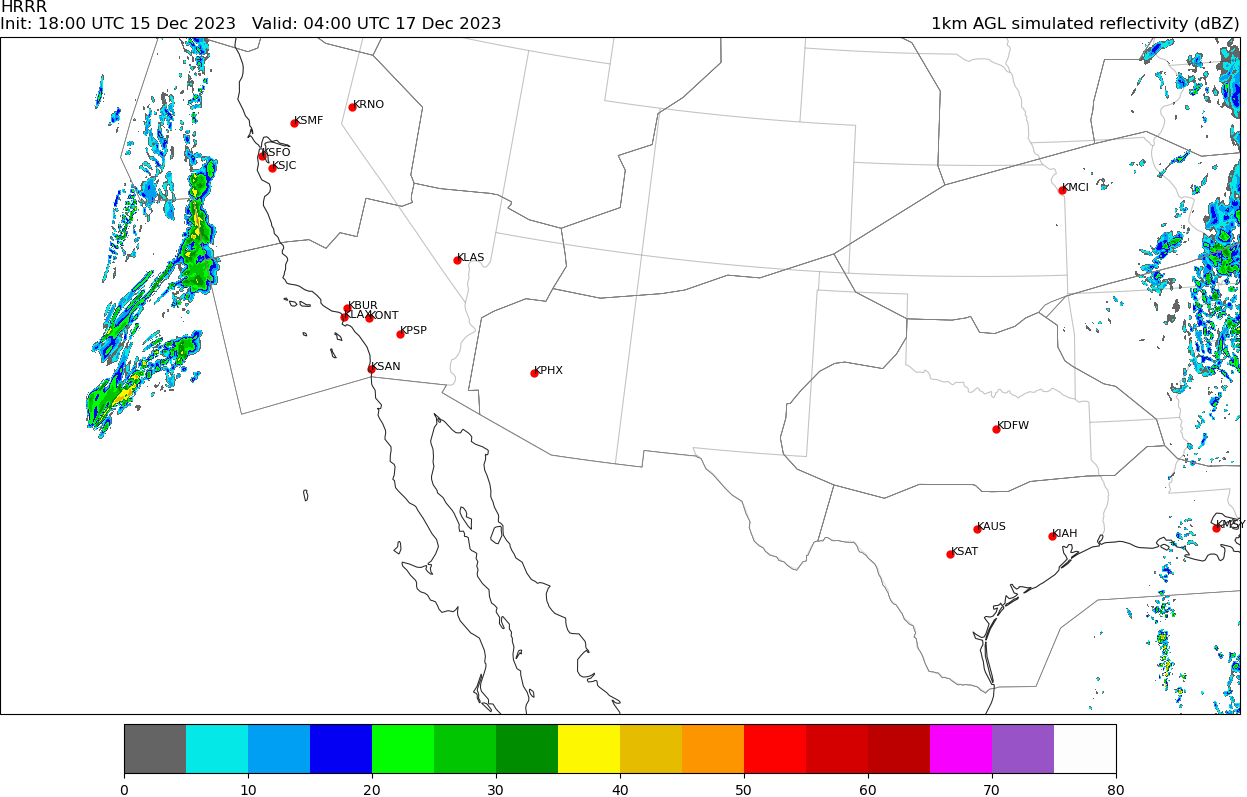 HRRR
Init: 18:00 UTC 15 Dec 2023   Valid: 04:00 UTC 17 Dec 2023   1km AGL simulated reflectivity (dBZ)
KRNO
KSMF
KSFO
KSJC
KMCI
KLAS
KBUR
KLAX KONT
KPSP
KSAN
KPHX
KDFW
KAUS
KIAH
KMSY
KSAT
0 10 20 30 40 50 60 70 80